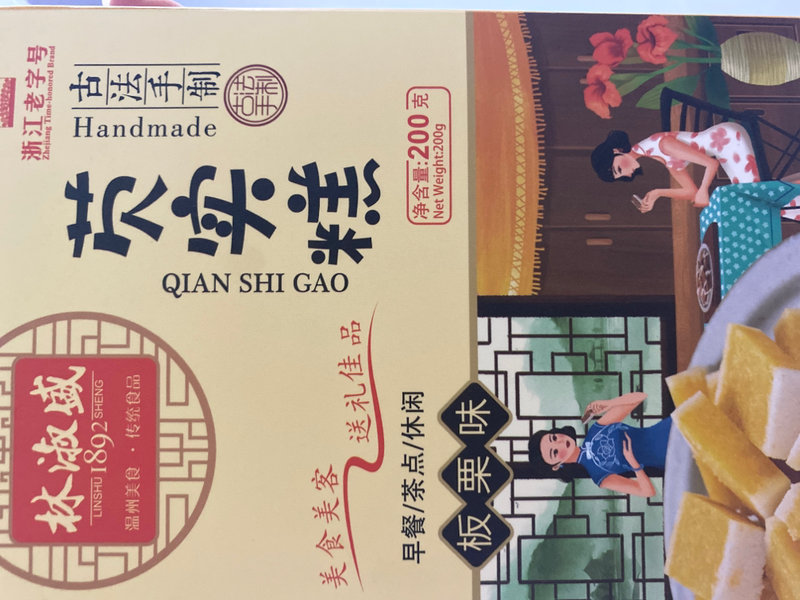 浙江老字号
Zhejiang Time-honored Brand
古法手制
古法手制
Handmade
芡实糕
QIAN SHI GAO
净含量:200克
Net Weight:200g
林淑盛
LINSHU 1892 SHENG
温州美食·传统食品
美食美客 送礼佳品
早餐/茶点/休闲
板栗味